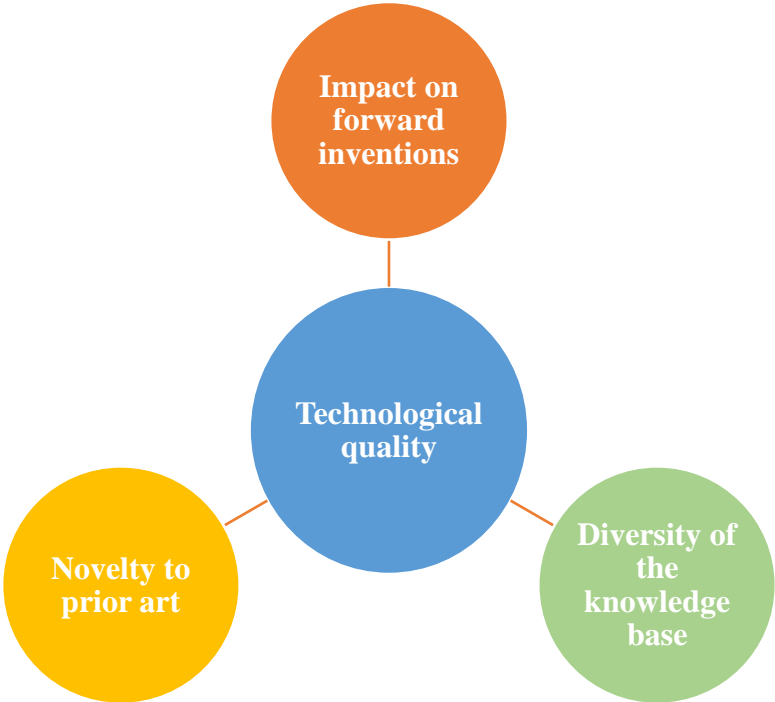 Impact on
forward
inventions
Technological
quality
Novelty to
prior art
Diversity of
the
knowledge
base